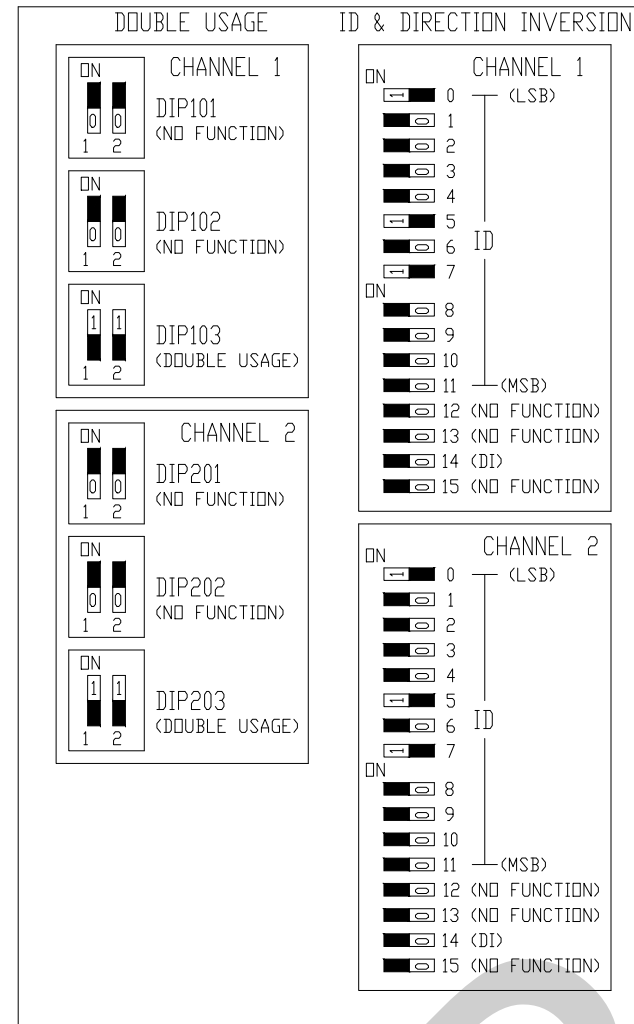 DOUBLE USAGE
CHANNEL 1
ON
0 0
1 2
DIP101
(NO FUNCTION)
ON
0 0
1 2
DIP102
(NO FUNCTION)
ON
1 1
1 2
DIP103
(DOUBLE USAGE)
CHANNEL 2
ON
0 0
1 2
DIP201
(NO FUNCTION)
ON
0 0
1 2
DIP202
(NO FUNCTION)
ON
1 1
1 2
DIP203
(DOUBLE USAGE)
ID & DIRECTION INVERSION
CHANNEL 1
ON
1 0 (LSB)
0 1
0 2
0 3
0 4
1 5
0 6
ID
1 7
ON
0 8
0 9
0 10
0 11 (MSB)
0 12 (NO FUNCTION)
0 13 (NO FUNCTION)
0 14 (DI)
0 15 (NO FUNCTION)
CHANNEL 2
ON
1 0 (LSB)
0 1
0 2
0 3
0 4
1 5
0 6
ID
1 7
ON
0 8
0 9
0 10
0 11 (MSB)
0 12 (NO FUNCTION)
0 13 (NO FUNCTION)
0 14 (DI)
0 15 (NO FUNCTION)